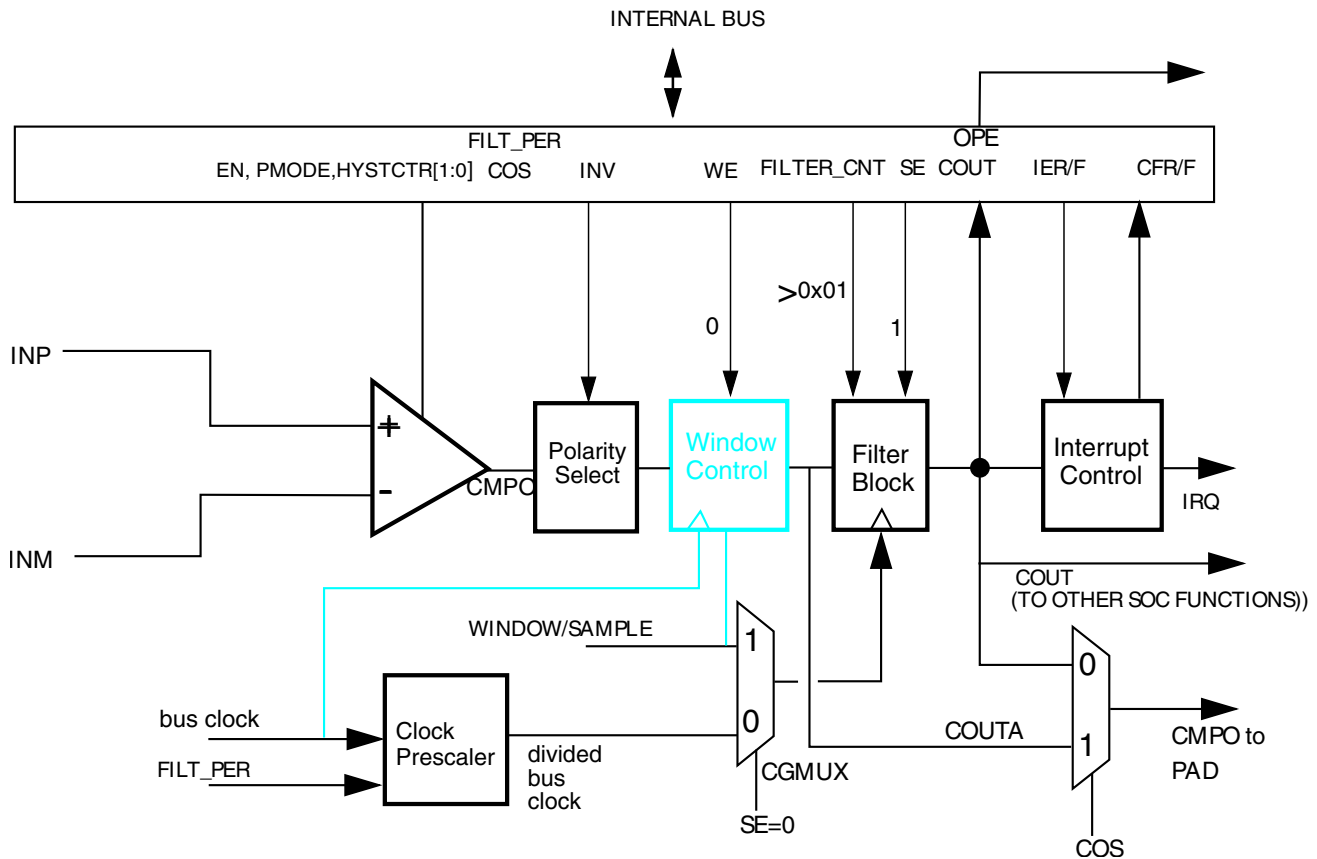 INTERNAL BUS
FILT_PER
OPE
EN, PMODE,HYSTCTR[1:0] COS INV WE FILTER_CNT SE COUT IER/F CFR/F
>0x01
0
1
INP
+
-
INM
CMPO
Polarity
Select
Window
Control
Filter
Block
Interrupt
Control
IRQ
COUT
(TO OTHER SOC FUNCTIONS))
WINDOW/SAMPLE
1
0
CGMUX
SE=0
bus clock
FILT_PER
Clock
Prescaler
divided
bus
clock
COUTA
0
1
CMPO to
PAD
COS